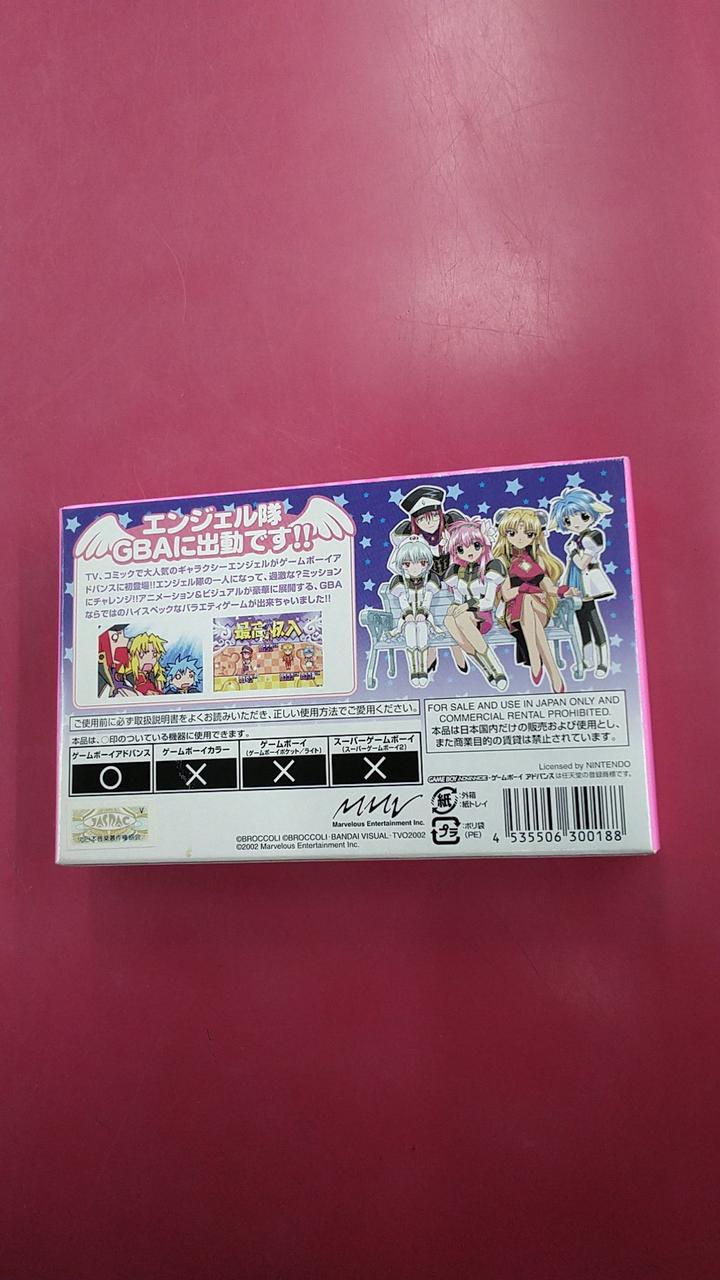 エンジェル隊
GBAに出動です!!
TV、コミックで大人気のギャラクシーエンジェルがゲームボーイア
ドバンスに初登場!!エンジェル隊の一人になって、過激な?ミッション
にチャレンジ!!アニメーション&ビジュアルが豪華に展開する、GBA
ならではのハイスペックなバラエティゲームが出来ちゃいました!!
最高の収入
ご使用前に必ず取扱説明書をよくお読みいただき、正しい使用方法でご愛用ください。
本品は、○印のついている機器に使用できます。
ゲームボーイアドバンス
ゲームボーイカラー
ゲームボーイ
(ゲームボーイポケット/ライト)
スーパーゲームボーイ
(スーパーゲームボーイ2)
○
×
×
×
FOR SALE AND USE IN JAPAN ONLY AND
COMMERCIAL RENTAL PROHIBITED.
本品は日本国内だけの販売および使用とし、
また商業目的の賃貸は禁止されています。
Licensed by NINTENDO
GAME BOY ADVANCE・ゲームボーイ アドバンスは任天堂の登録商標です。
V
JASRAC
Marvelous Entertainment Inc.
©BROCCOLI ©BROCCOLI・BANDAI VISUAL・TVO2002
©2002 Marvelous Entertainment Inc.
紙
:外箱
:紙トレイ
プラ
:ポリ袋
(PE)
4 535506 300188